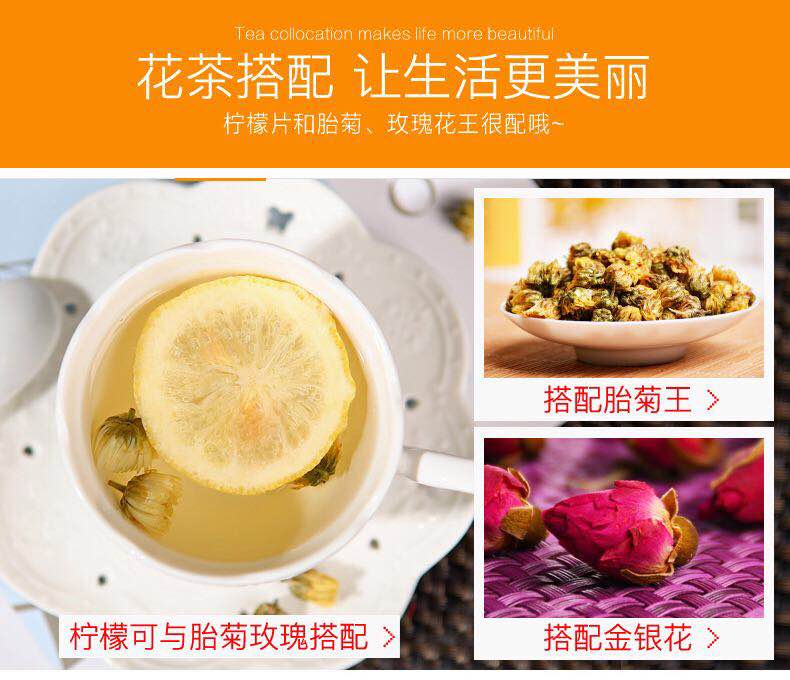 Tea collocation makes life more beautiful
花茶搭配 让生活更美丽
柠檬片和胎菊、玫瑰花王很配哦~
搭配胎菊王 >
柠檬可与胎菊玫瑰搭配 >
搭配金银花 >